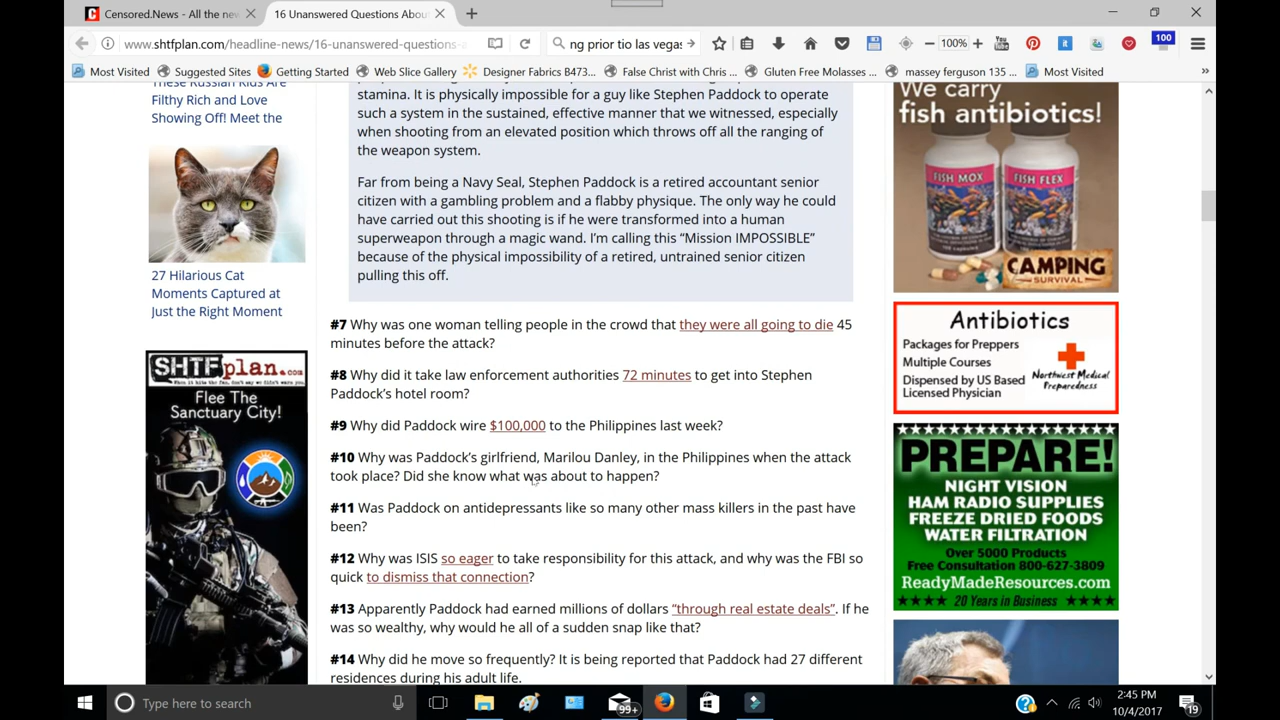 Censored.News - All the new
16 Unanswered Questions Abou
www.shtfplan.com/headline-news/16-unanswered-questions-a
ng prior tio las vegas
100%
You
Tube
it
100
Most Visited
Suggested Sites
Getting Started
Web Slice Gallery
Designer Fabrics B473...
False Christ with Chris ...
Gluten Free Molasses ...
massey ferguson 135 ...
Most Visited
These Russian Kids Are
Filthy Rich and Love
Showing Off! Meet the
27 Hilarious Cat
Moments Captured at
Just the Right Moment
SHTFplan.com
When it hits the fan, don't say we didn't warn you.
Flee The
Sanctuary City!
stamina. It is physically impossible for a guy like Stephen Paddock to operate
such a system in the sustained, effective manner that we witnessed, especially
when shooting from an elevated position which throws off all the ranging of
the weapon system.
Far from being a Navy Seal, Stephen Paddock is a retired accountant senior
citizen with a gambling problem and a flabby physique. The only way he could
have carried out this shooting is if he were transformed into a human
superweapon through a magic wand. I'm calling this “Mission IMPOSSIBLE”
because of the physical impossibility of a retired, untrained senior citizen
pulling this off.
#7 Why was one woman telling people in the crowd that they were all going to die 45
minutes before the attack?
#8 Why did it take law enforcement authorities 72 minutes to get into Stephen
Paddock's hotel room?
#9 Why did Paddock wire $100,000 to the Philippines last week?
#10 Why was Paddock's girlfriend, Marilou Danley, in the Philippines when the attack
took place? Did she know what was about to happen?
#11 Was Paddock on antidepressants like so many other mass killers in the past have
been?
#12 Why was ISIS so eager to take responsibility for this attack, and why was the FBI so
quick to dismiss that connection?
#13 Apparently Paddock had earned millions of dollars “through real estate deals”. If he
was so wealthy, why would he all of a sudden snap like that?
#14 Why did he move so frequently? It is being reported that Paddock had 27 different
residences during his adult life.
We carry
fish antibiotics!
FISH MOX
FISH FLEX
CAMPING
SURVIVAL
Antibiotics
Packages for Preppers
Multiple Courses
Dispensed by US Based
Licensed Physician
Northwest Medical
Preparedness
PREPARE!
NIGHT VISION
HAM RADIO SUPPLIES
FREEZE DRIED FOODS
WATER FILTRATION
Over 5000 Products
Free Consultation 800-627-3809
ReadyMadeResources.com
20 Years in Business
Type here to search
99+
2:45 PM
10/4/2017
19